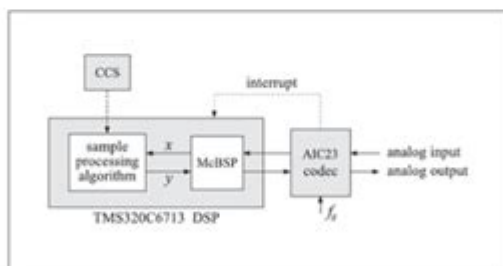 CCS
interrupt
sample
processing
algorithm
x
y
McBSP
AIC23
codec
analog input
analog output
TMS320C6713 DSP
fs